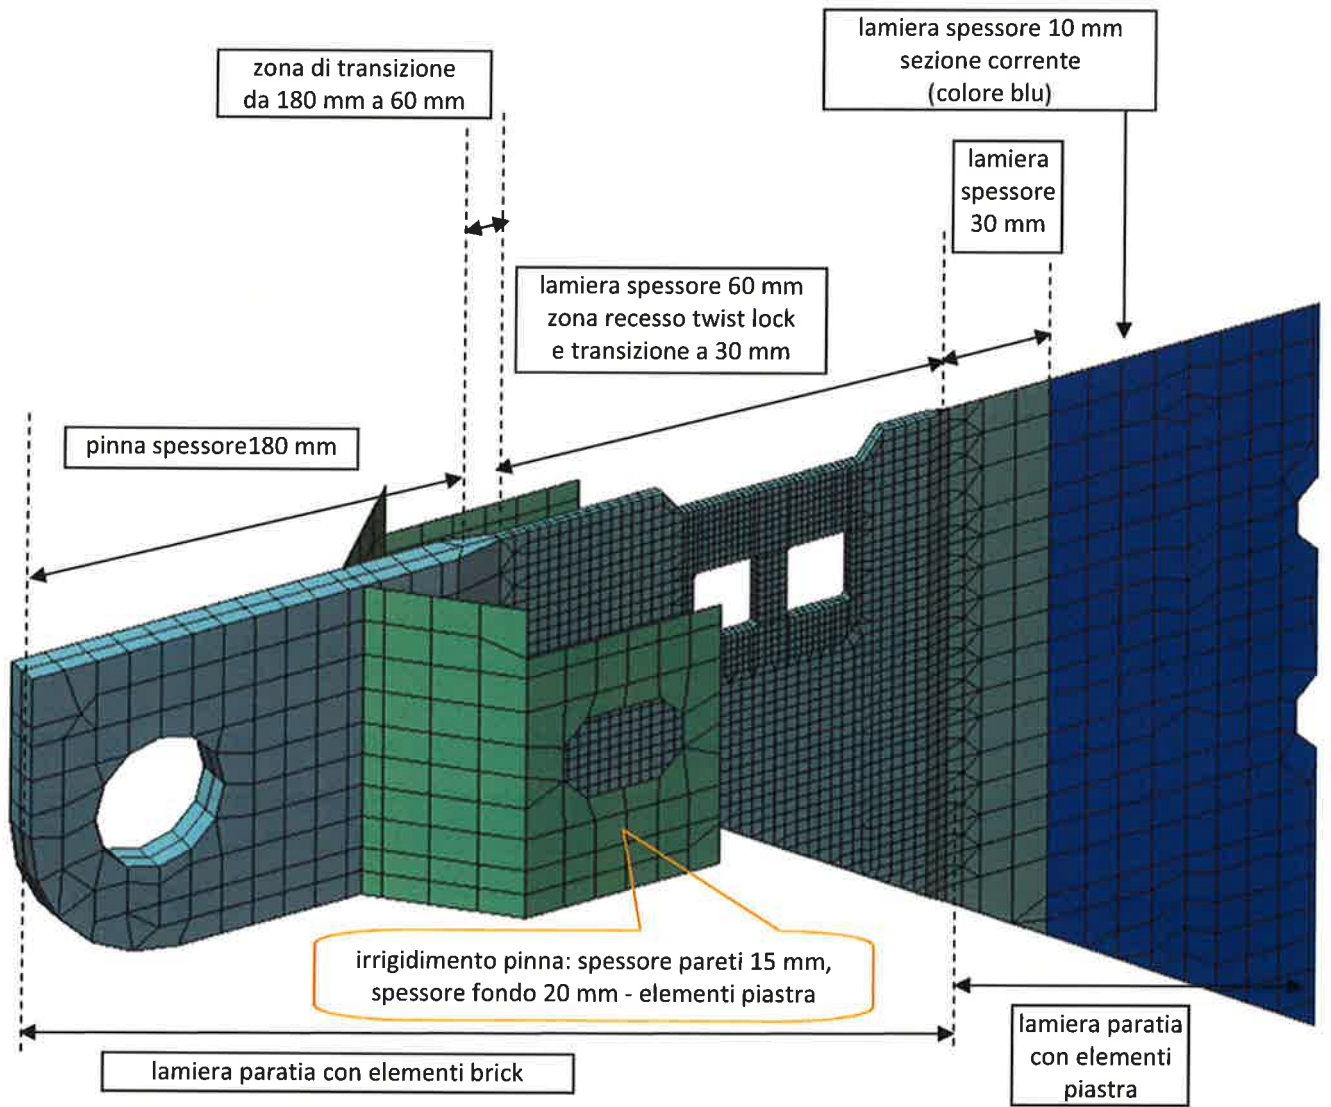 lamiera spessore 10 mm
sezione corrente
(colore blu)
zona di transizione
da 180 mm a 60 mm
lamiera
spessore
30 mm
lamiera spessore 60 mm
zona recesso twist lock
e transizione a 30 mm
pinna spessore180 mm
irrigidimento pinna: spessore pareti 15 mm,
spessore fondo 20 mm - elementi piastra
lamiera paratia
con elementi
piastra
lamiera paratia con elementi brick